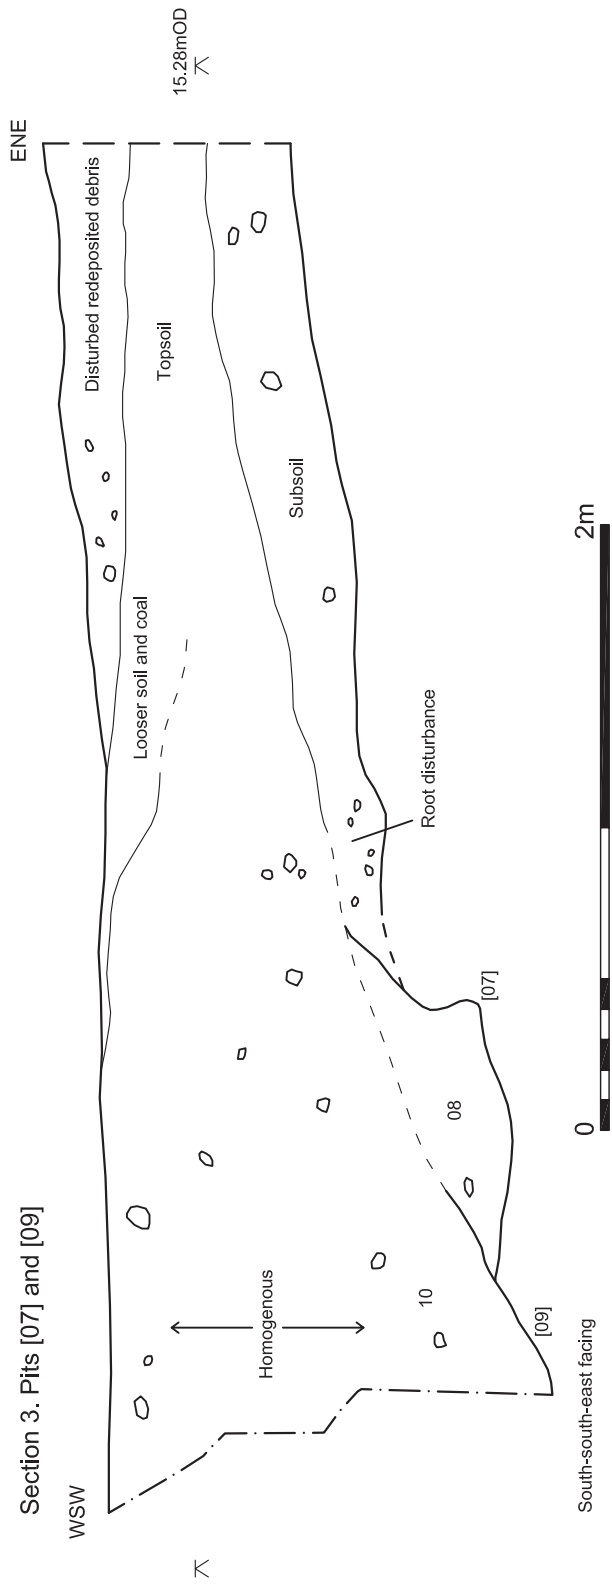 Section 3. Pits [07] and [09]
WSW
ENE
15.28mOD
Disturbed redeposited debris
Looser soil and coal
Topsoil
Homogenous
Subsoil
Root disturbance
10
08
[07]
[09]
South-south-east facing
0
2m